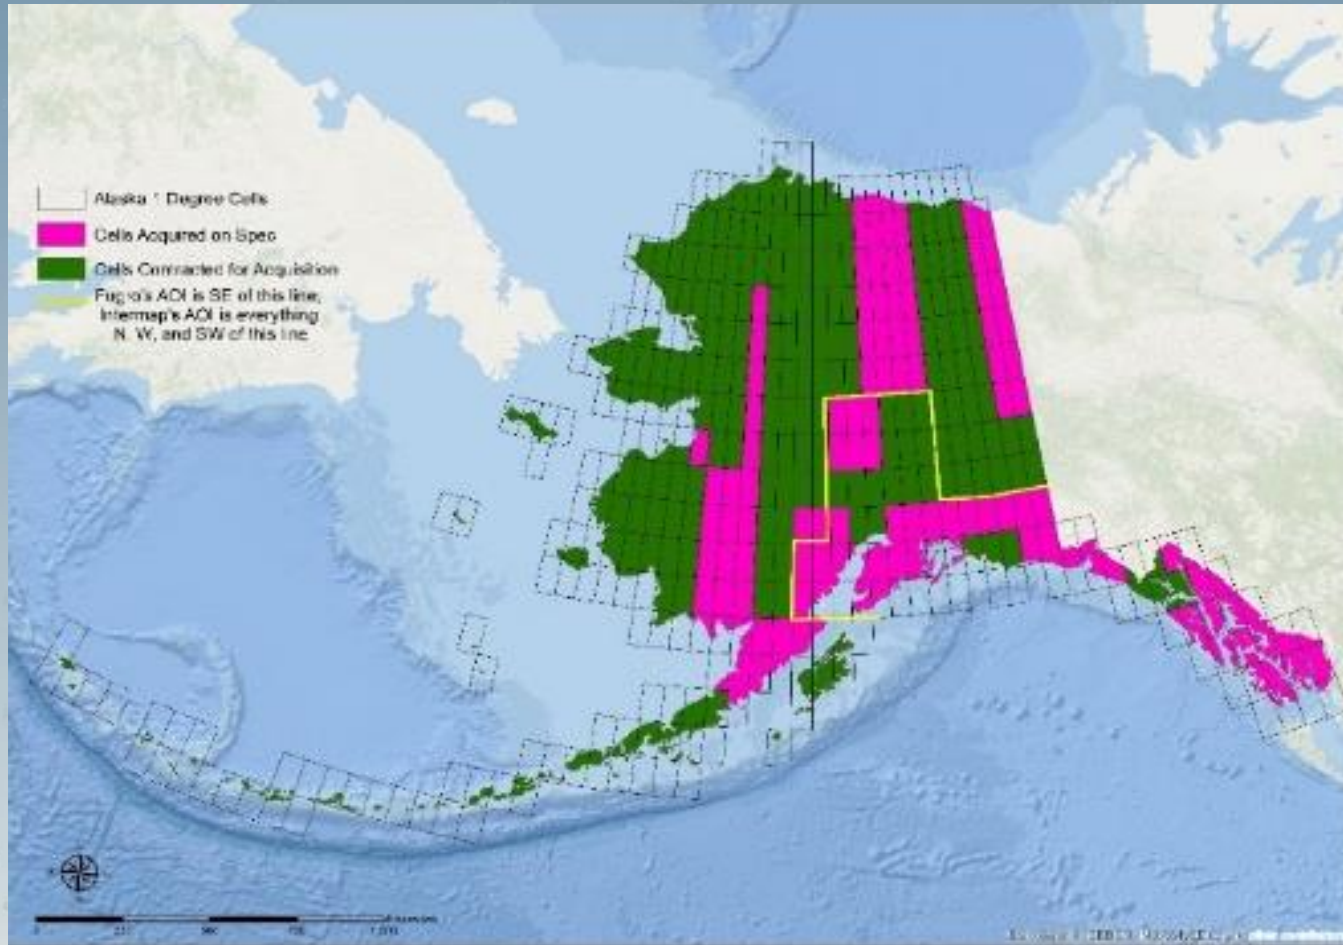 Alaska 1 Degree Cells
Cells Acquired on Spec
Cells Contracted for Acquisition
Fugro's AOI is SE of this line,
Intermap's AOI is everything
N, W, and SW of this line
0